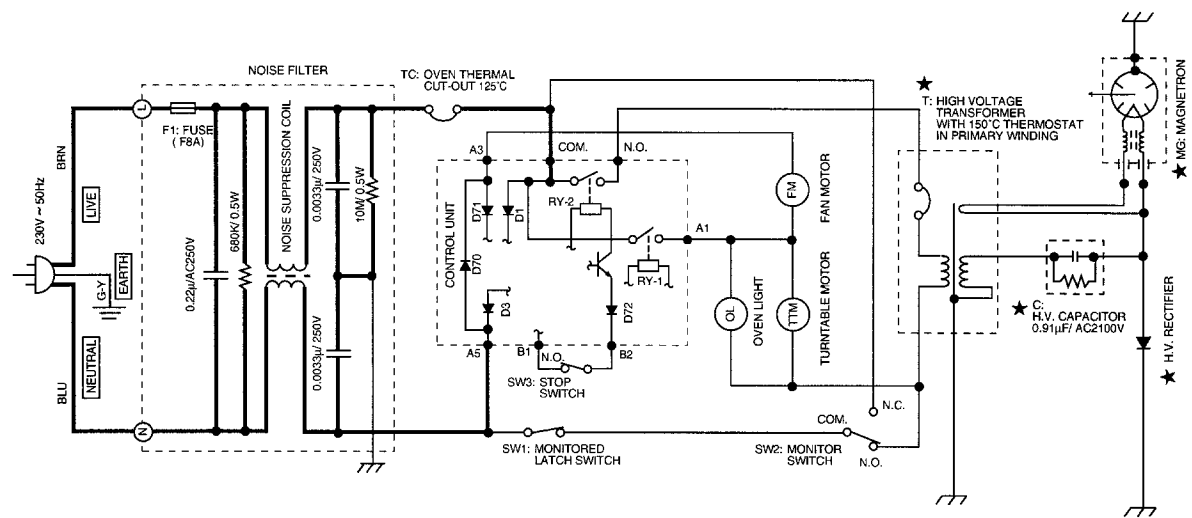 NOISE FILTER
TC: OVEN THERMAL
CUT-OUT 125°C
★
T: HIGH VOLTAGE
TRANSFORMER
WITH 150°C THERMOSTAT
IN PRIMARY WINDING
★ MG: MAGNETRON
L
F1: FUSE
( F8A)
BRN
230V ~ 50Hz
LIVE
EARTH
G-Y
NEUTRAL
BLU
N
0.22µ/AC250V
680K/ 0.5W
NOISE SUPPRESSION COIL
0.0033µ/ 250V
0.0033µ/ 250V
10M/ 0.5W
A3
COM.
N.O.
CONTROL UNIT
D71
D1
D70
D3
RY-2
RY-1
D72
A1
A5
B1
B2
N.O.
SW3: STOP
SWITCH
FM
FAN MOTOR
OL
OVEN LIGHT
TTM
TURNTABLE MOTOR
★ C:
H.V. CAPACITOR
0.91µF/ AC2100V
★ H.V. RECTIFIER
SW1: MONITORED
LATCH SWITCH
COM.
N.C.
N.O.
SW2: MONITOR
SWITCH